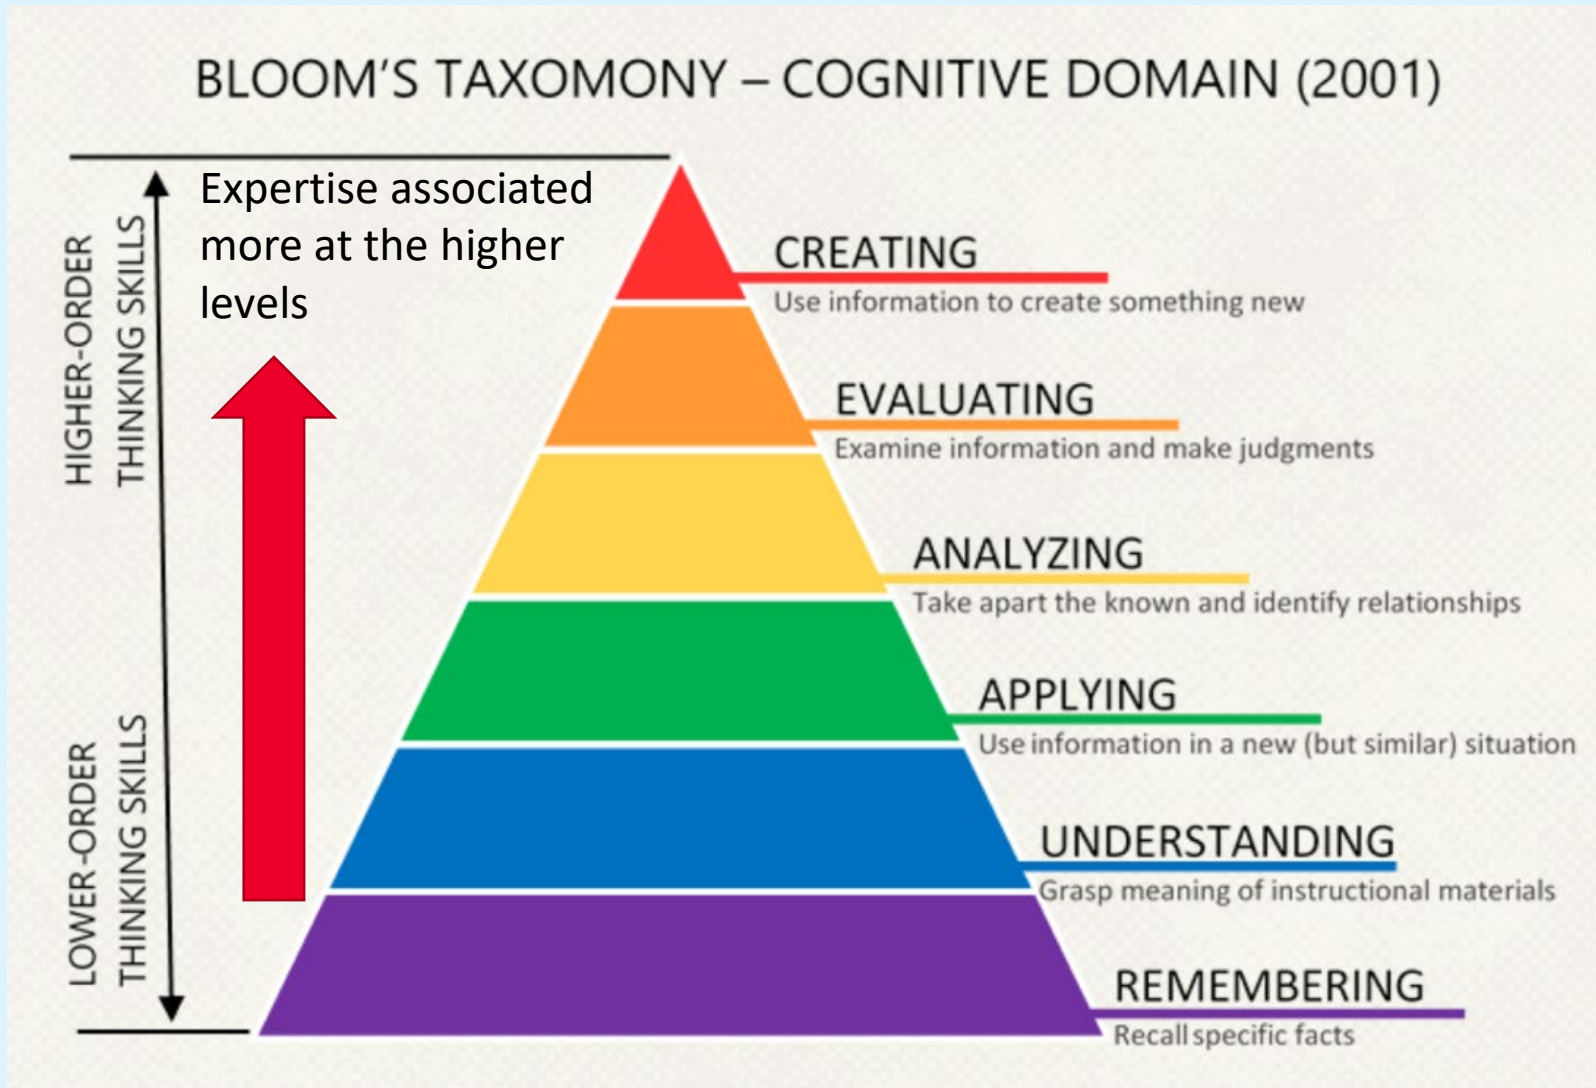 BLOOM'S TAXOMONY – COGNITIVE DOMAIN (2001)
Expertise associated
more at the higher
levels
HIGHER-ORDER
THINKING SKILLS
LOWER-ORDER
THINKING SKILLS
CREATING
Use information to create something new
EVALUATING
Examine information and make judgments
ANALYZING
Take apart the known and identify relationships
APPLYING
Use information in a new (but similar) situation
UNDERSTANDING
Grasp meaning of instructional materials
REMEMBERING
Recall specific facts